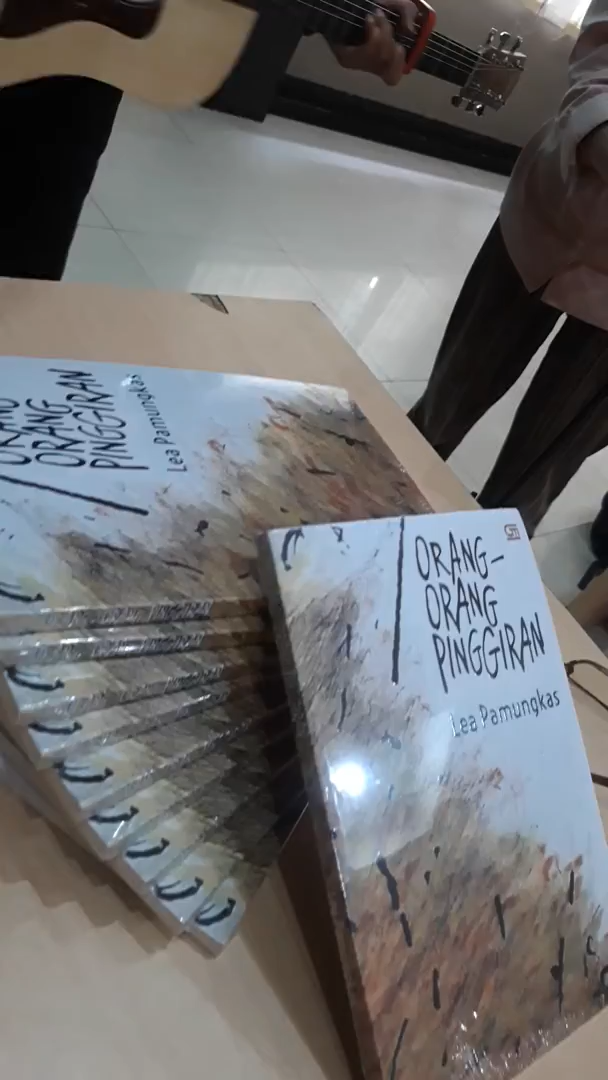 ORANG
ORANG
PINGGIRAN
Lea Pamungkas
ORANG-
ORANG
PINGGIRAN
Lea Pamungkas